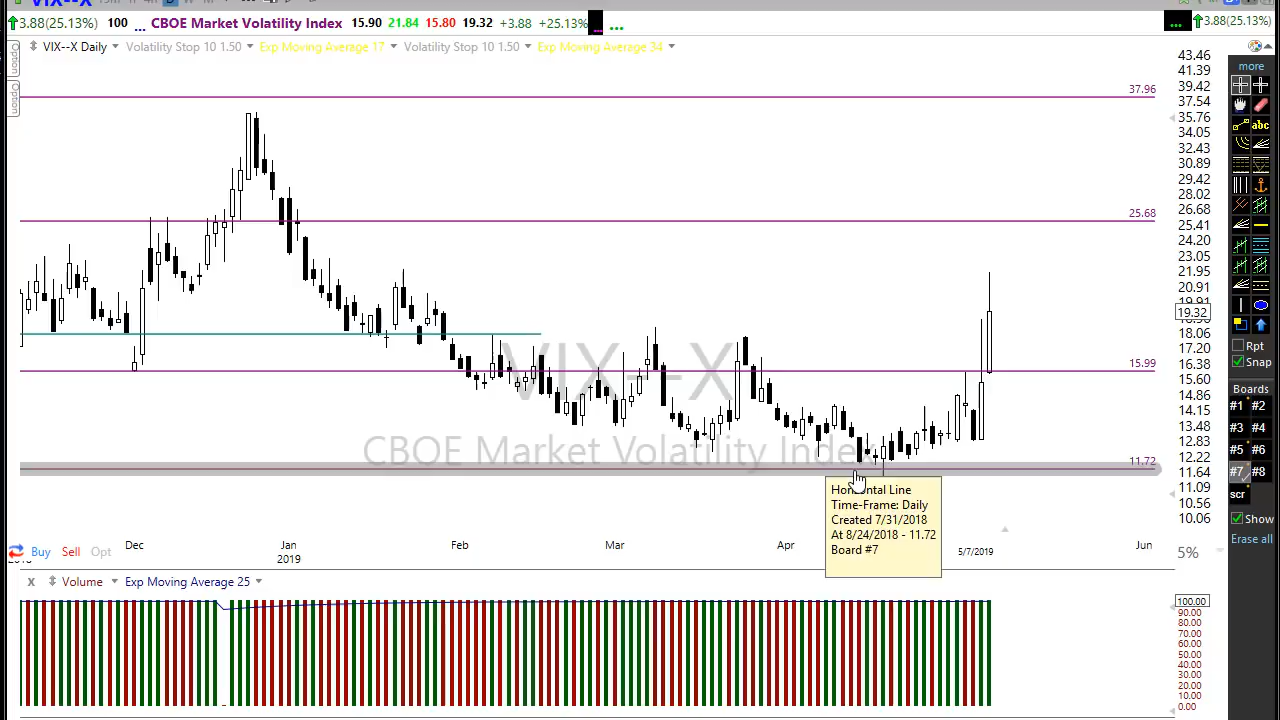 3.88(25.13%) 100 ... CBOE Market Volatility Index 15.90 21.84 15.80 19.32 +3.88 +25.13% ... ... 3.88(25.13%)
VIX--X Daily Volatility Stop 10 1.50 Exp Moving Average 17 Volatility Stop 10 1.50 Exp Moving Average 34
Option
Option
37.96
25.68
15.99
11.72
VIX--X
CBOE Market Volatility Index
Horizontal Line
Time-Frame: Daily
Created 7/31/2018
At 8/24/2018 - 11.72
Board #7
43.46
41.39
39.42
37.54
35.76
34.05
32.43
30.89
29.42
28.02
26.68
25.41
24.20
23.05
21.95
20.91
19.91
19.32
18.06
17.20
16.38
15.60
14.86
14.15
13.48
12.83
12.22
11.64
11.09
10.56
10.06
5%
Buy Sell Opt
Dec Jan Feb Mar Apr 5/7/2019 Jun
2019
X Volume Exp Moving Average 25
100.00
90.00
80.00
70.00
60.00
50.00
40.00
30.00
20.00
10.00
0.00
more
abc
Rpt
Snap
Boards
#1 #2
#3 #4
#5 #6
#7 #8
scr
Show
Erase all